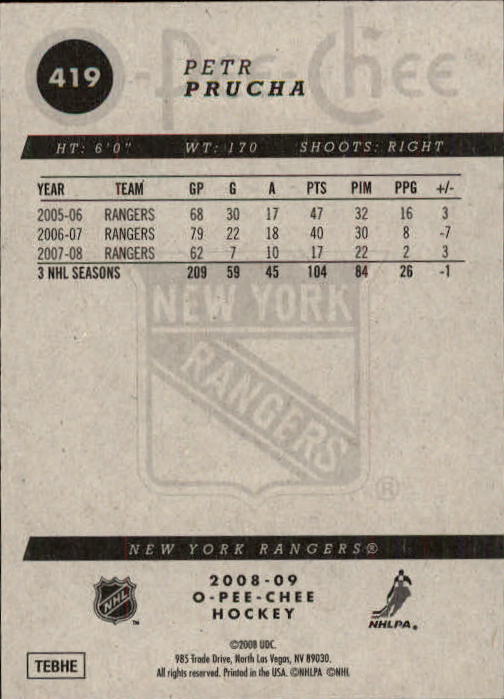 O-Pee-Chee
419
PETR
PRUCHA
HT: 6'0" WT: 170 SHOOTS: RIGHT
YEAR TEAM GP G A PTS PIM PPG +/-
2005-06 RANGERS 68 30 17 47 32 16 3
2006-07 RANGERS 79 22 18 40 30 8 -7
2007-08 RANGERS 62 7 10 17 22 2 3
3 NHL SEASONS 209 59 45 104 84 26 -1
NEW YORK
RANGERS
®
NEW YORK RANGERS®
2008-09
O-PEE-CHEE
HOCKEY
NHL
™
NHLPA®
©2008 UDC.
985 Trade Drive, North Las Vegas, NV 89030.
All rights reserved. Printed in the USA. ©NHLPA ©NHL
TEBHE